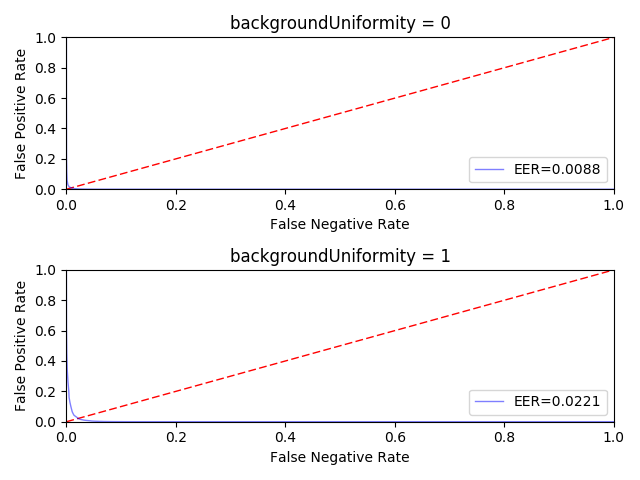 backgroundUniformity = 0
False Positive Rate
1.0
0.8
0.6
0.4
0.2
0.0
EER=0.0088
0.0 0.2 0.4 0.6 0.8 1.0
False Negative Rate
backgroundUniformity = 1
False Positive Rate
1.0
0.8
0.6
0.4
0.2
0.0
EER=0.0221
0.0 0.2 0.4 0.6 0.8 1.0
False Negative Rate